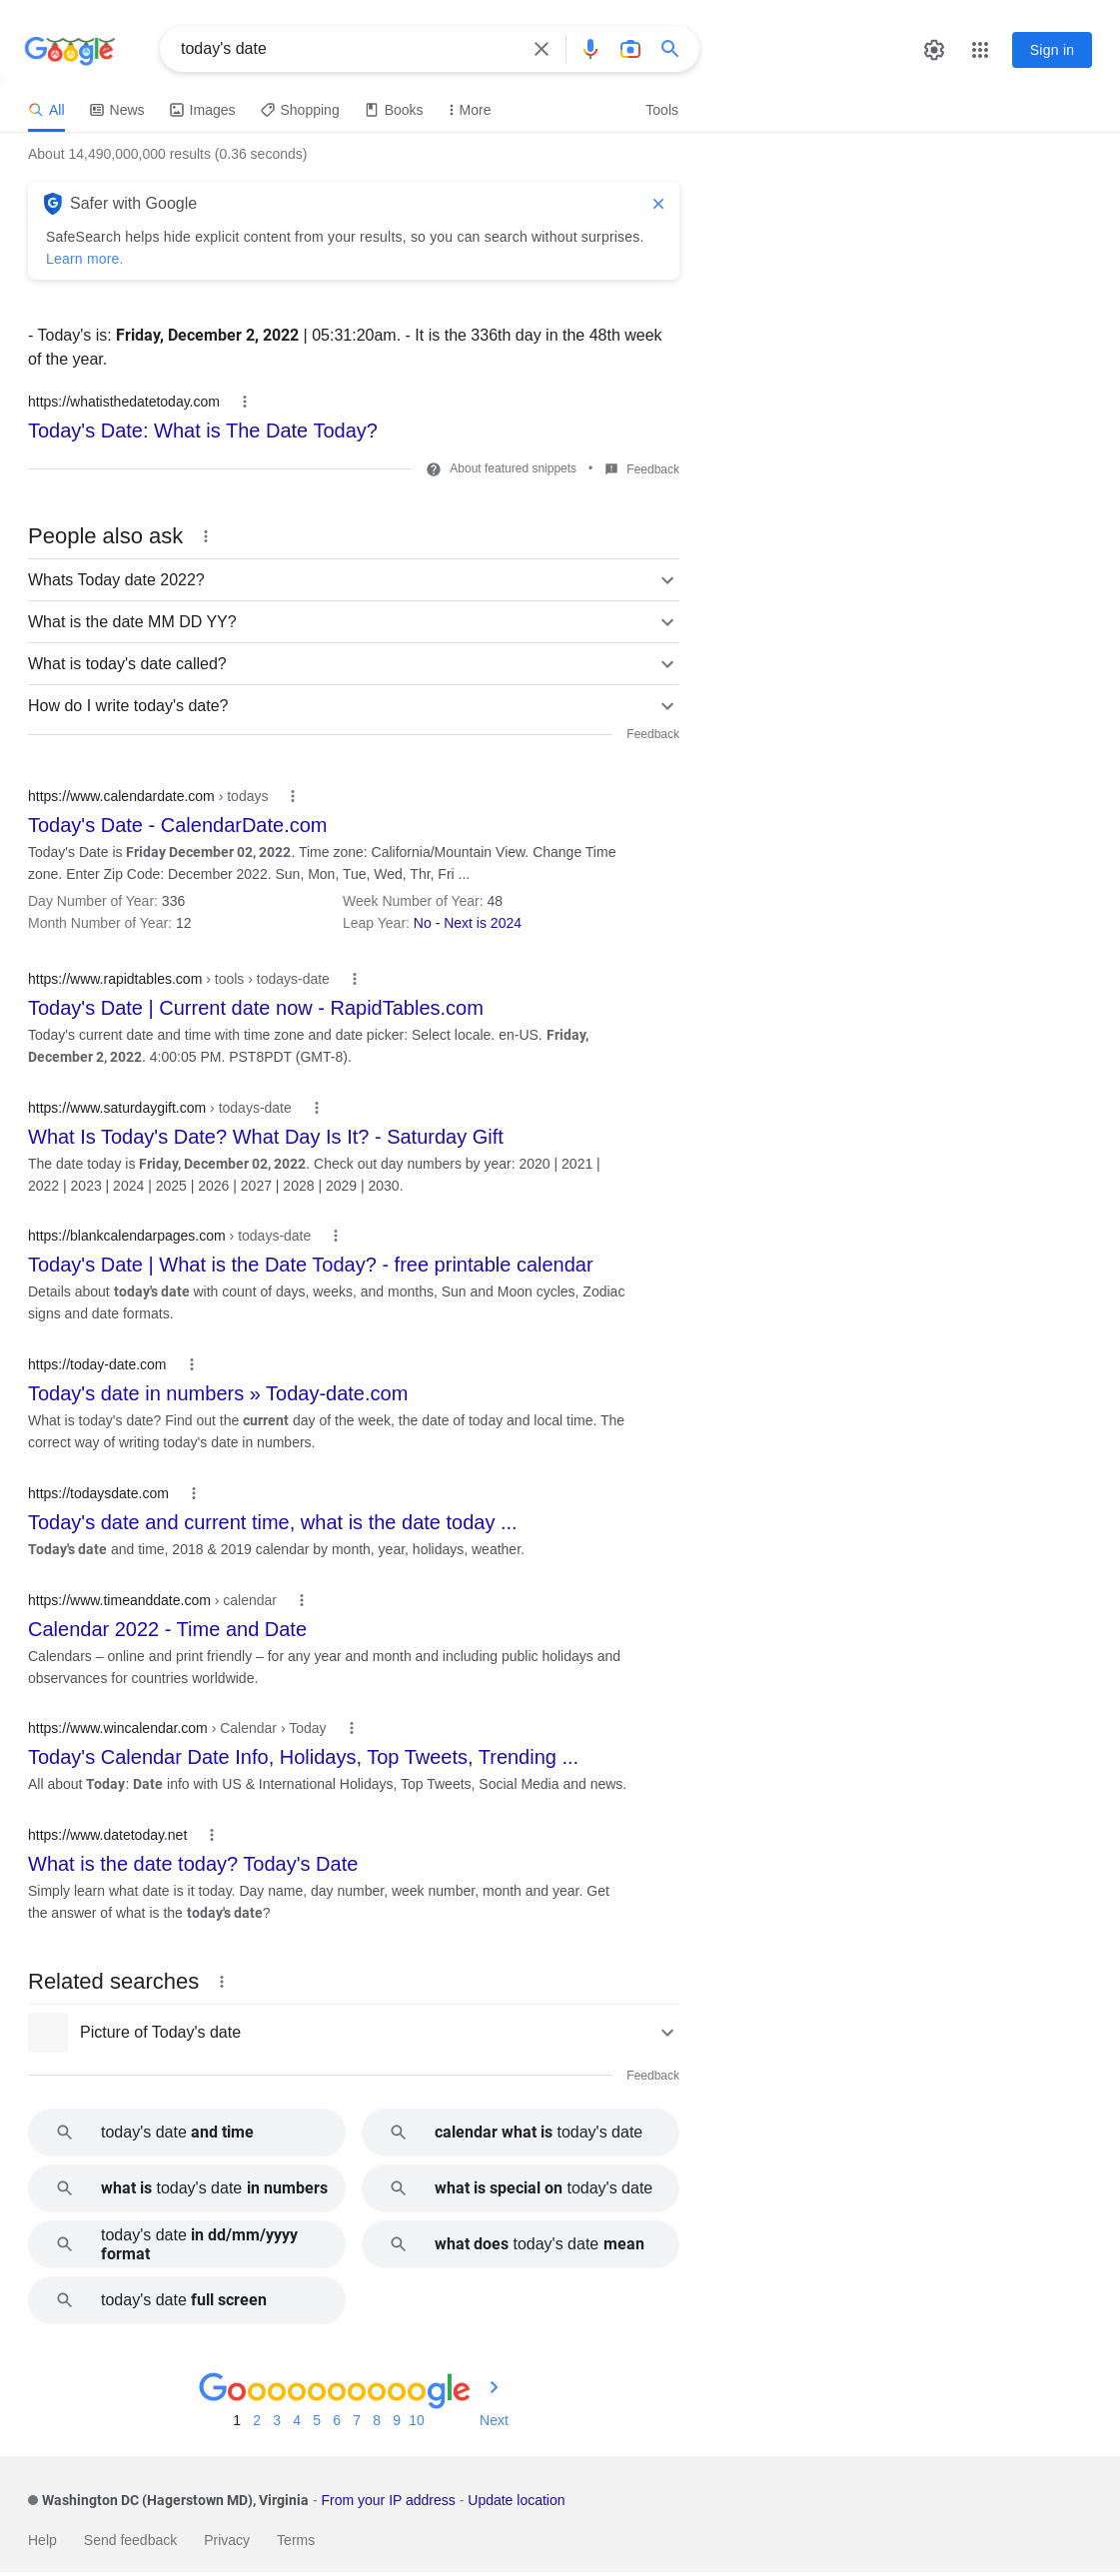 Google
today's date
Sign in
All News Images Shopping Books More Tools
About 14,490,000,000 results (0.36 seconds)
Safer with Google
SafeSearch helps hide explicit content from your results, so you can search without surprises.
Learn more.
- Today's is: Friday, December 2, 2022 | 05:31:20am. - It is the 336th day in the 48th week
of the year.
https://whatisthedatetoday.com
Today's Date: What is The Date Today?
About featured snippets • Feedback
People also ask
Whats Today date 2022?
What is the date MM DD YY?
What is today's date called?
How do I write today's date?
Feedback
https://www.calendardate.com › todays
Today's Date - CalendarDate.com
Today's Date is Friday December 02, 2022. Time zone: California/Mountain View. Change Time
zone. Enter Zip Code: December 2022. Sun, Mon, Tue, Wed, Thr, Fri ...
Day Number of Year: 336 Week Number of Year: 48
Month Number of Year: 12 Leap Year: No - Next is 2024
https://www.rapidtables.com › tools › todays-date
Today's Date | Current date now - RapidTables.com
Today's current date and time with time zone and date picker: Select locale. en-US. Friday,
December 2, 2022. 4:00:05 PM. PST8PDT (GMT-8).
https://www.saturdaygift.com › todays-date
What Is Today's Date? What Day Is It? - Saturday Gift
The date today is Friday, December 02, 2022. Check out day numbers by year: 2020 | 2021 |
2022 | 2023 | 2024 | 2025 | 2026 | 2027 | 2028 | 2029 | 2030.
https://blankcalendarpages.com › todays-date
Today's Date | What is the Date Today? - free printable calendar
Details about today's date with count of days, weeks, and months, Sun and Moon cycles, Zodiac
signs and date formats.
https://today-date.com
Today's date in numbers » Today-date.com
What is today's date? Find out the current day of the week, the date of today and local time. The
correct way of writing today's date in numbers.
https://todaysdate.com
Today's date and current time, what is the date today ...
Today's date and time, 2018 & 2019 calendar by month, year, holidays, weather.
https://www.timeanddate.com › calendar
Calendar 2022 - Time and Date
Calendars – online and print friendly – for any year and month and including public holidays and
observances for countries worldwide.
https://www.wincalendar.com › Calendar › Today
Today's Calendar Date Info, Holidays, Top Tweets, Trending ...
All about Today: Date info with US & International Holidays, Top Tweets, Social Media and news.
https://www.datetoday.net
What is the date today? Today's Date
Simply learn what date is it today. Day name, day number, week number, month and year. Get
the answer of what is the today's date?
Related searches
Picture of Today's date
Feedback
today's date and time
calendar what is today's date
what is today's date in numbers
what is special on today's date
today's date in dd/mm/yyyy
format
what does today's date mean
today's date full screen
Goooooooooogle
1 2 3 4 5 6 7 8 9 10 Next
Washington DC (Hagerstown MD), Virginia - From your IP address - Update location
Help Send feedback Privacy Terms